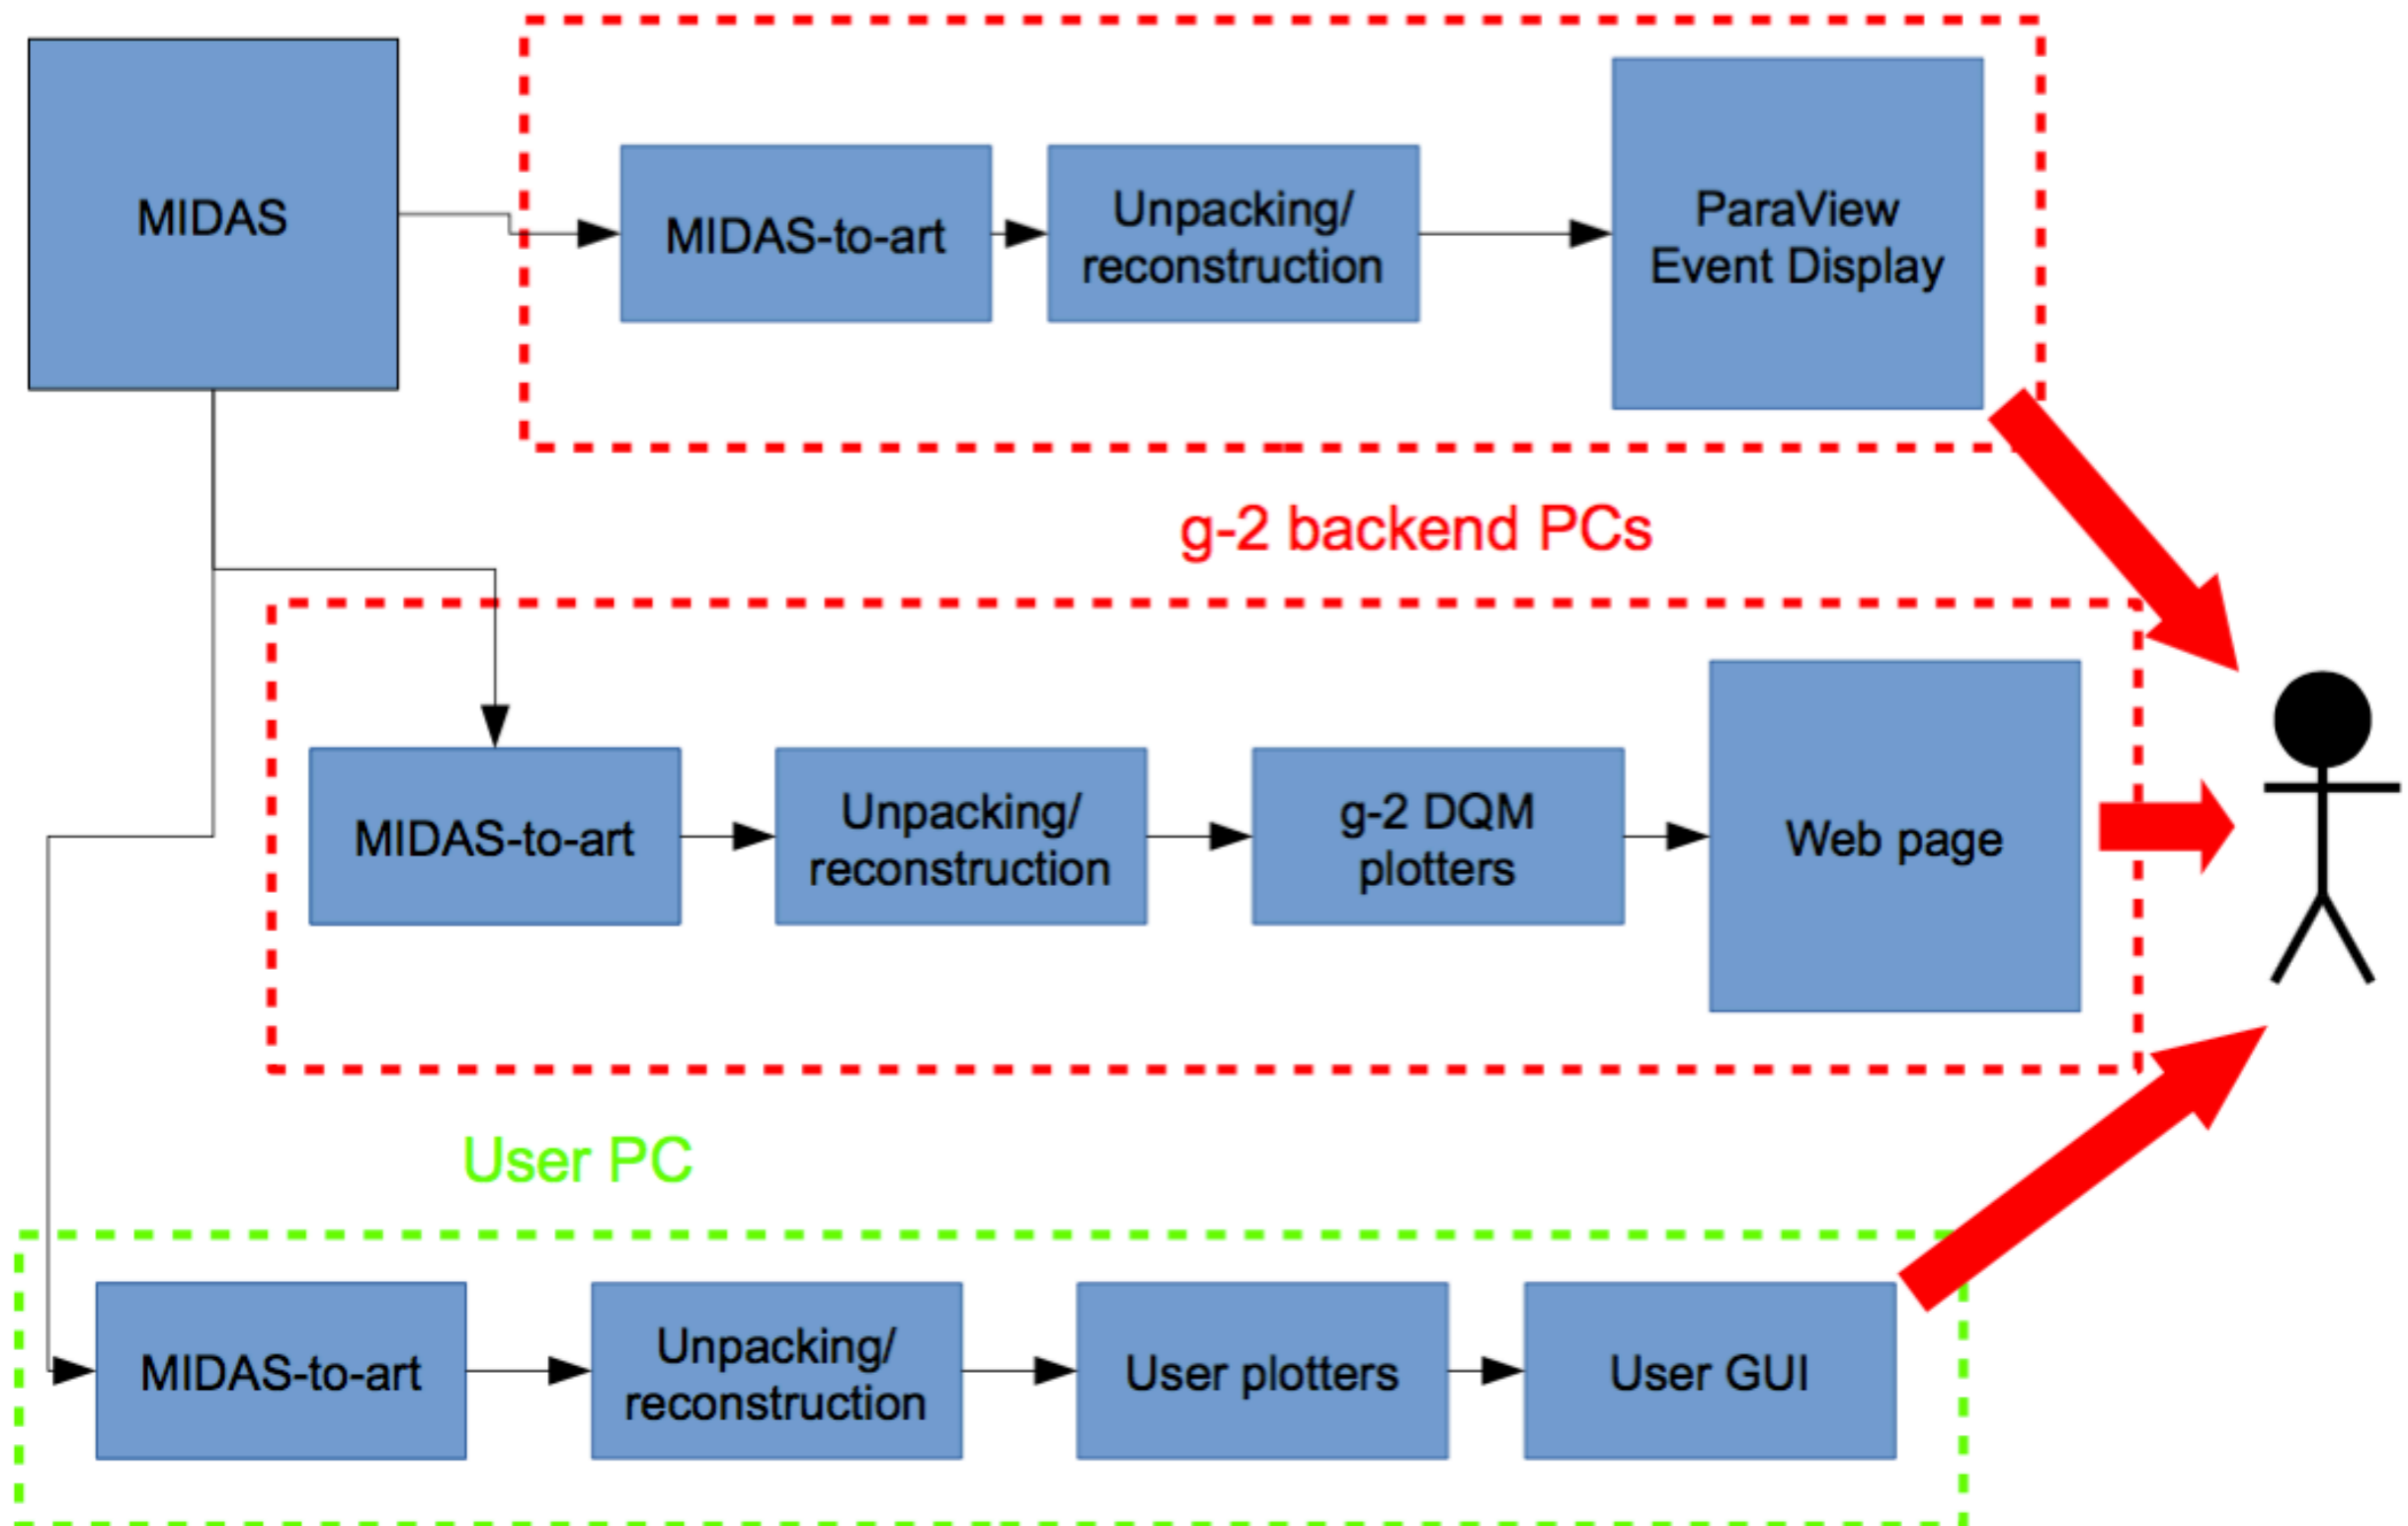 MIDAS
MIDAS-to-art
Unpacking/
reconstruction
ParaView
Event Display
g-2 backend PCs
MIDAS-to-art
Unpacking/
reconstruction
g-2 DQM
plotters
Web page
User PC
MIDAS-to-art
Unpacking/
reconstruction
User plotters
User GUI